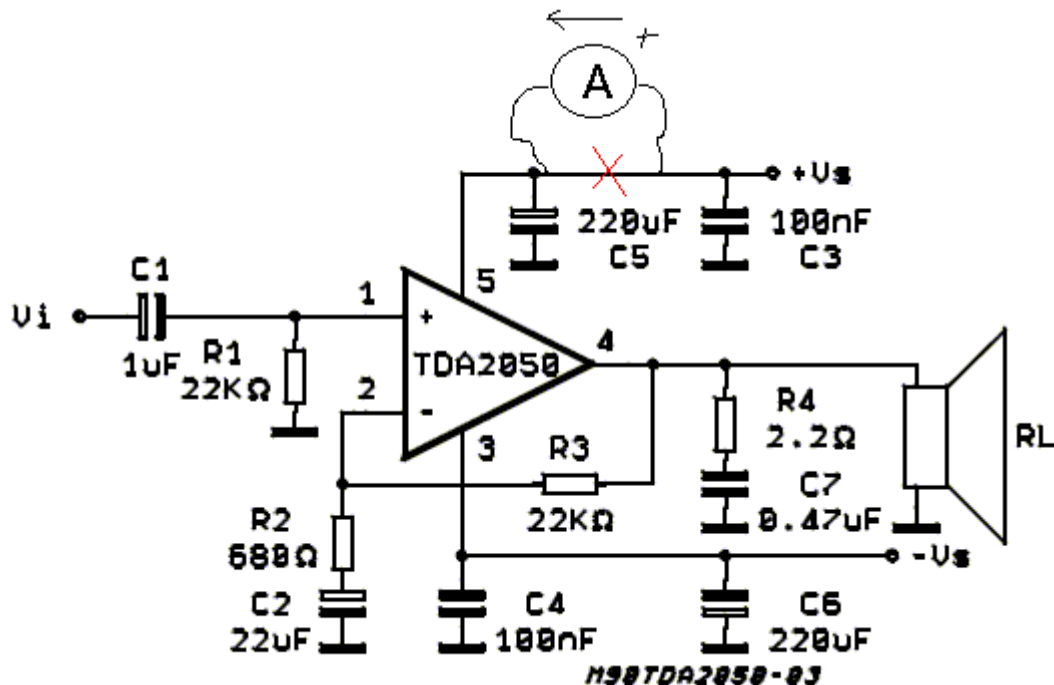 +
A
+Vs
220uF
C5
100nF
C3
C1
Vi
1uF
R1
22KΩ
1
+
5
TDA2050
4
2
-
3
R3
22KΩ
R4
2.2Ω
C7
0.47uF
RL
R2
680Ω
C2
22uF
-Vs
C4
100nF
C6
220uF
M90TDA2050-03